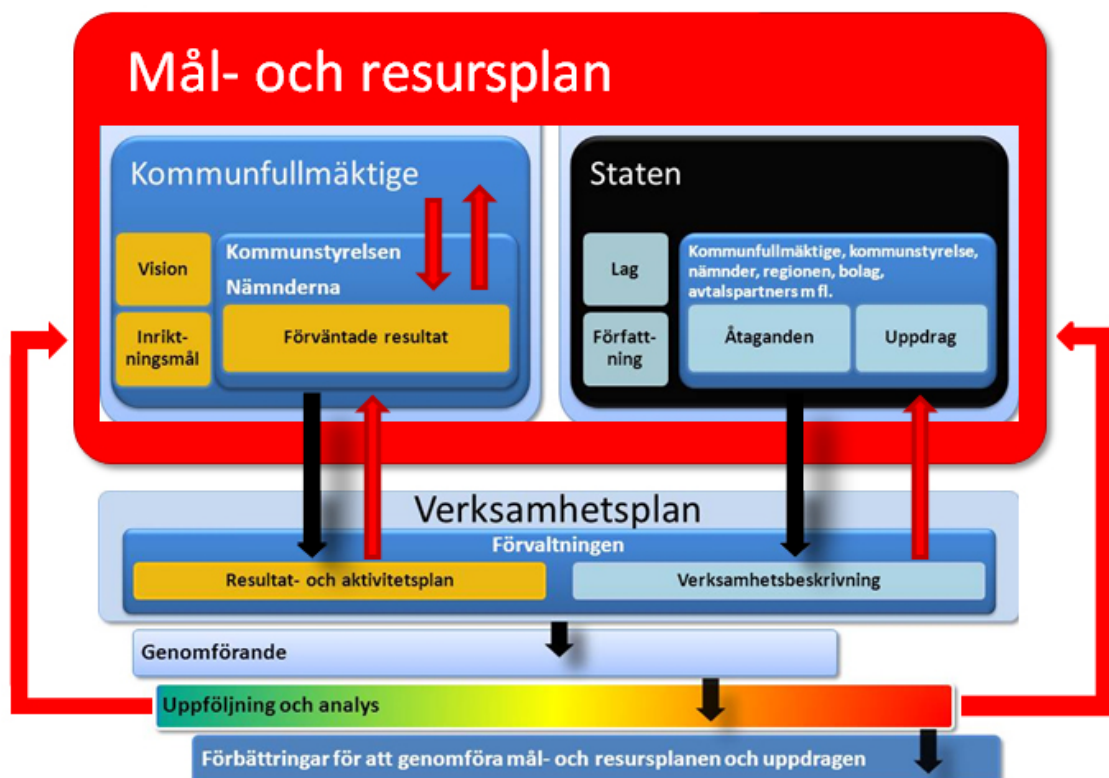 Mål- och resursplan
Kommunfullmäktige
Vision
Inrikt-
ningsmål
Kommunstyrelsen
Nämnderna
Förväntade resultat
Staten
Lag
Författ-
ning
Kommunfullmäktige, kommunstyrelse,
nämnder, regionen, bolag,
avtalspartners m fl.
Åtaganden
Uppdrag
Verksamhetsplan
Förvaltningen
Resultat- och aktivitetsplan
Verksamhetsbeskrivning
Genomförande
Uppföljning och analys
Förbättringar för att genomföra mål- och resursplanen och uppdragen